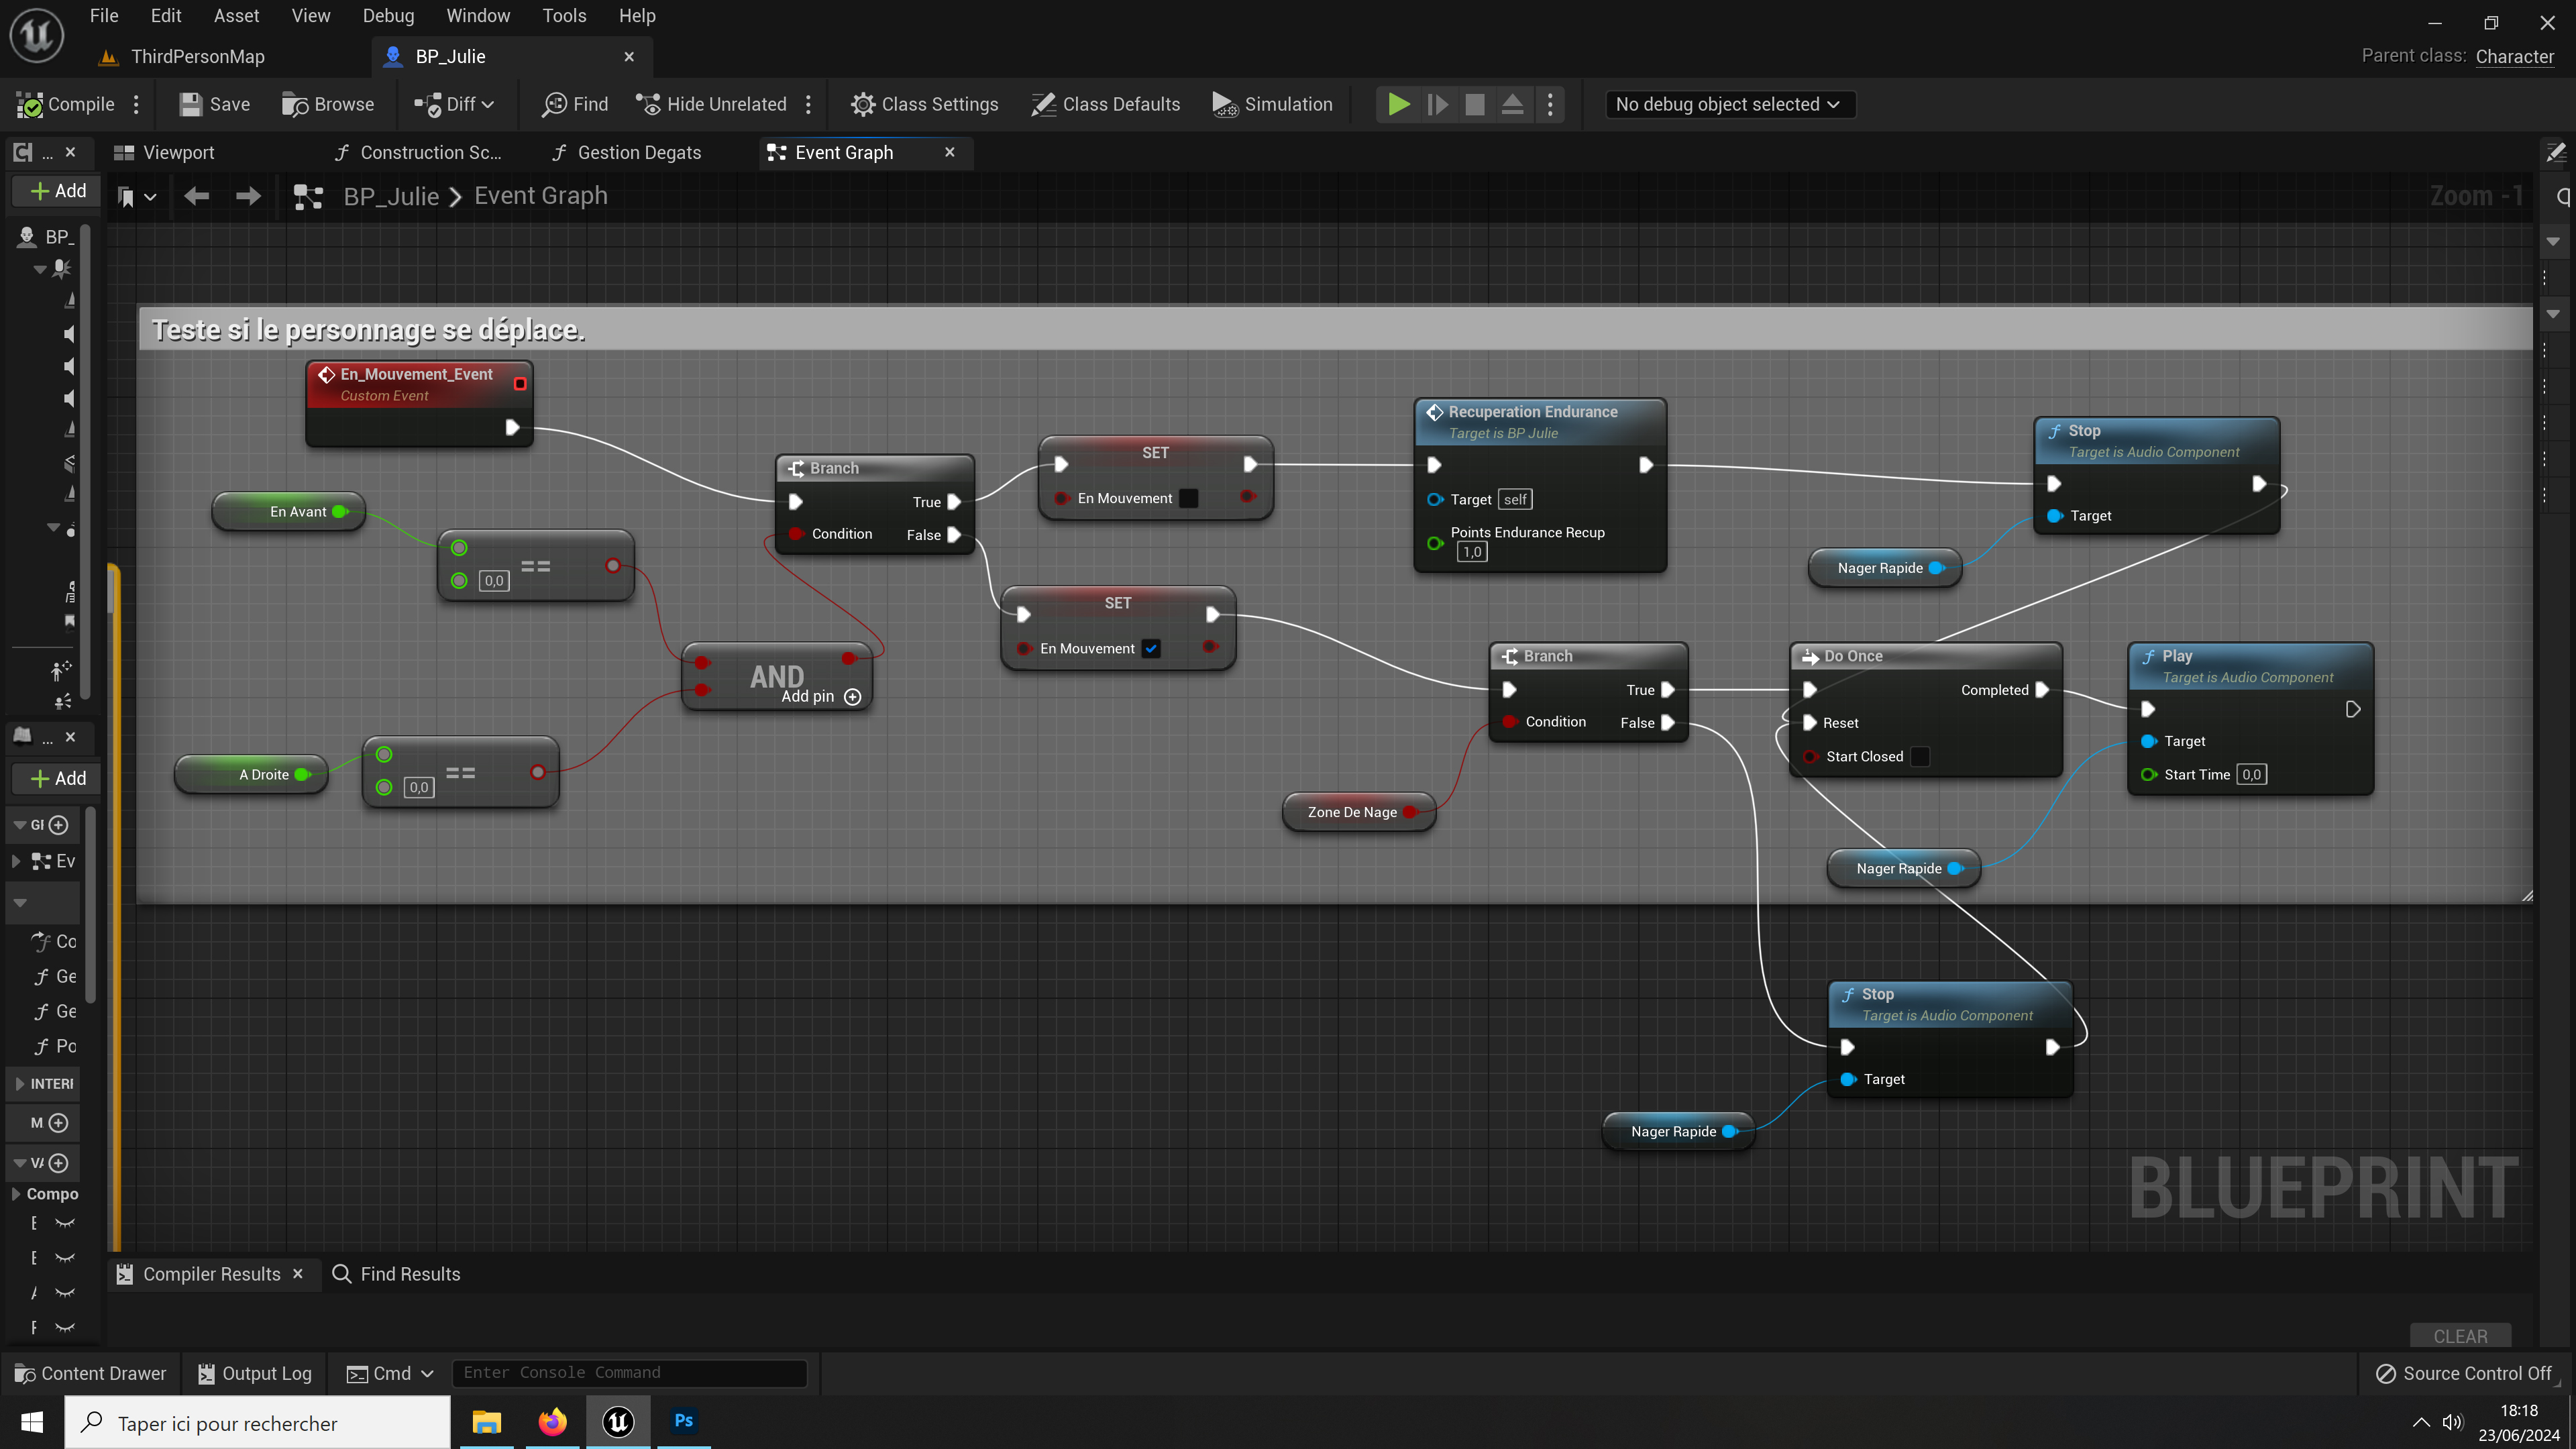 File Edit Asset View Debug Window Tools Help
ThirdPersonMap
BP_Julie
Parent class: Character
Compile
Save
Browse
Diff
Find
Hide Unrelated
Class Settings
Class Defaults
Simulation
No debug object selected
...
Viewport
Construction Sc...
Gestion Degats
Event Graph
Add
BP_Julie > Event Graph
Zoom -1
BP_
Teste si le personnage se déplace.
En_Mouvement_Event
Custom Event
Recuperation Endurance
Target is BP Julie
Target self
Points Endurance Recup
1,0
Stop
Target is Audio Component
Target
Branch
True
Condition
False
SET
En Mouvement
En Avant
==
0,0
Nager Rapide
SET
En Mouvement
AND
Add pin
Branch
True
Condition
False
Do Once
Completed
Reset
Start Closed
Play
Target is Audio Component
Target
Start Time 0,0
A Droite
==
0,0
Zone De Nage
Nager Rapide
Stop
Target is Audio Component
Target
Nager Rapide
BLUEPRINT
...
Add
Ev
Co
Ge
Ge
Po
INTERF
M
Compo
Compiler Results
Find Results
CLEAR
Content Drawer
Output Log
Cmd
Enter Console Command
Source Control Off
Taper ici pour rechercher
Ps
18:18
23/06/2024